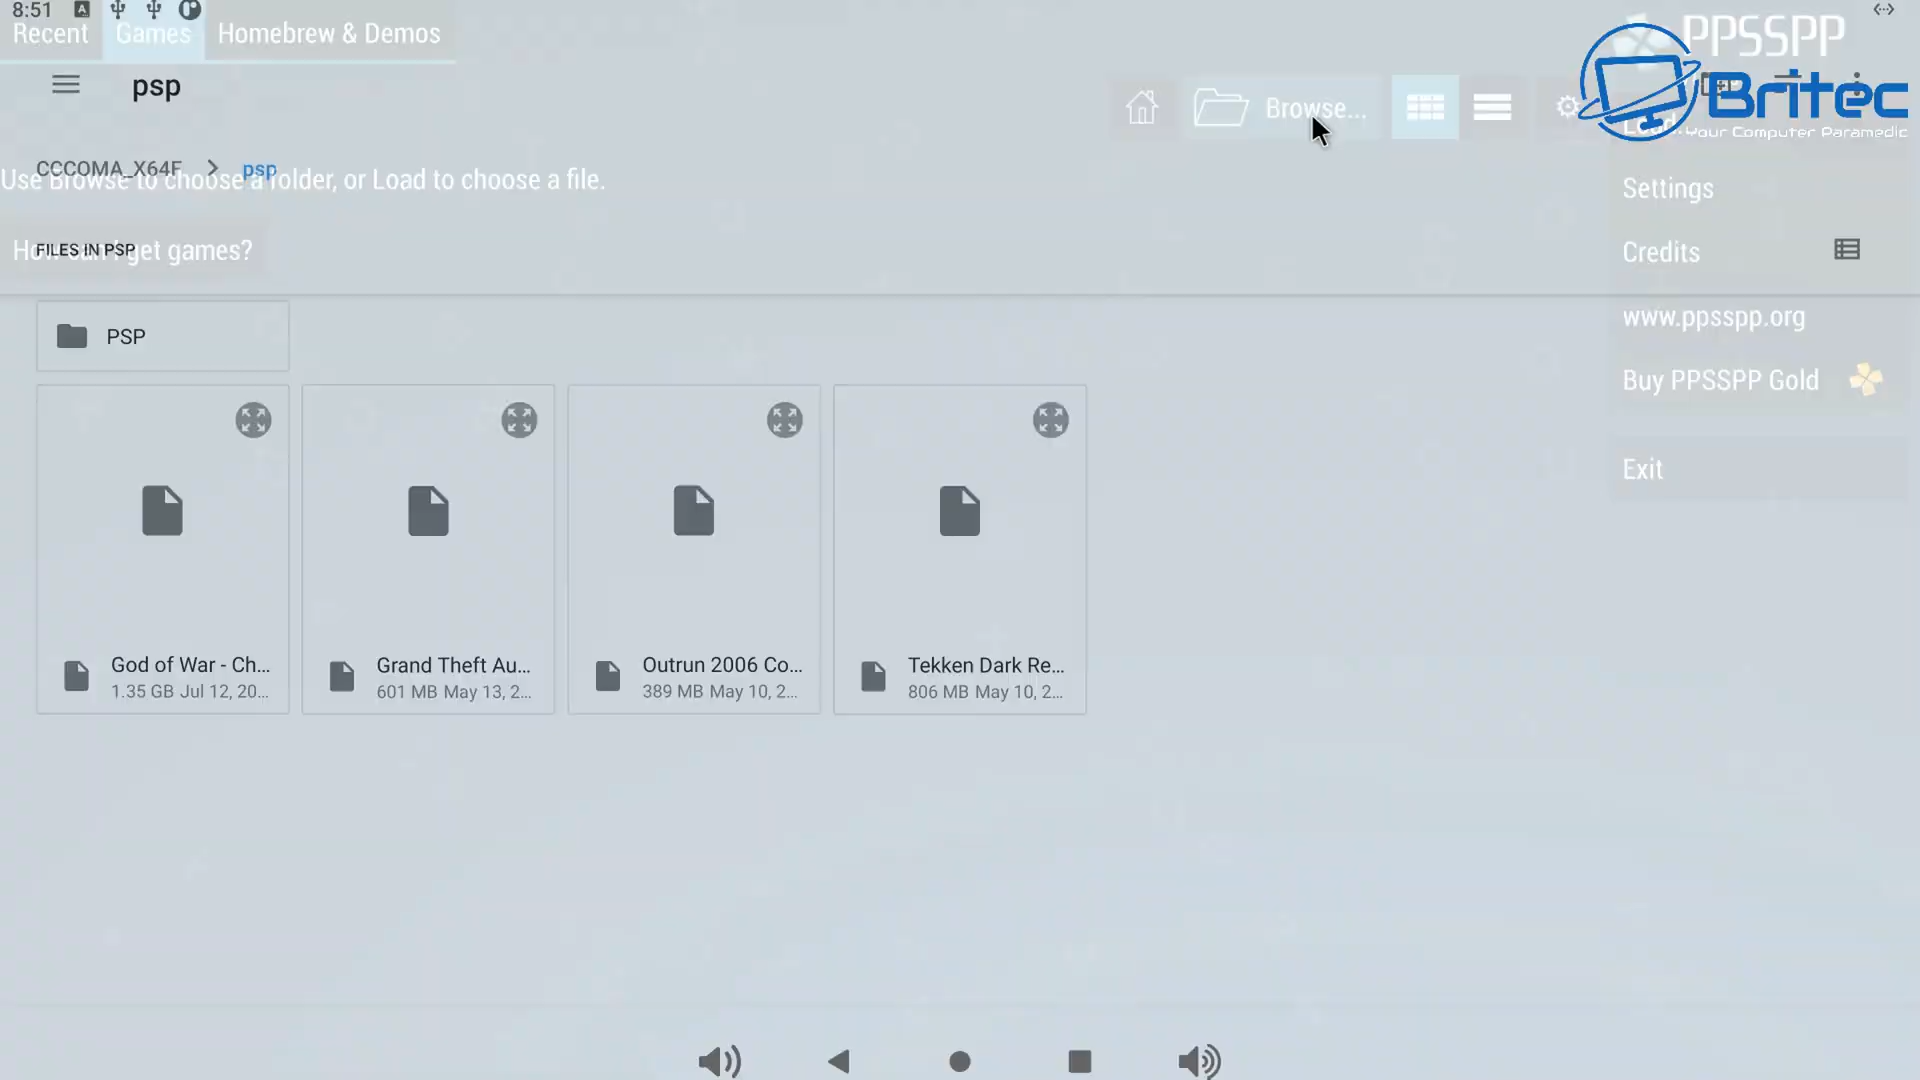 8:51
Recent Games Homebrew & Demos
PPSSPP
psp
Browse...
Britec
Your Computer Paramedic
Load...
CCCOMA_X64F > psp
Use Browse to choose a folder, or Load to choose a file.
Settings
How can I get games?
FILES IN PSP
Credits
www.ppsspp.org
PSP
Buy PPSSPP Gold
Exit
God of War - Ch...
1.35 GB Jul 12, 20...
Grand Theft Au...
601 MB May 13, 2...
Outrun 2006 Co...
389 MB May 10, 2...
Tekken Dark Re...
806 MB May 10, 2...